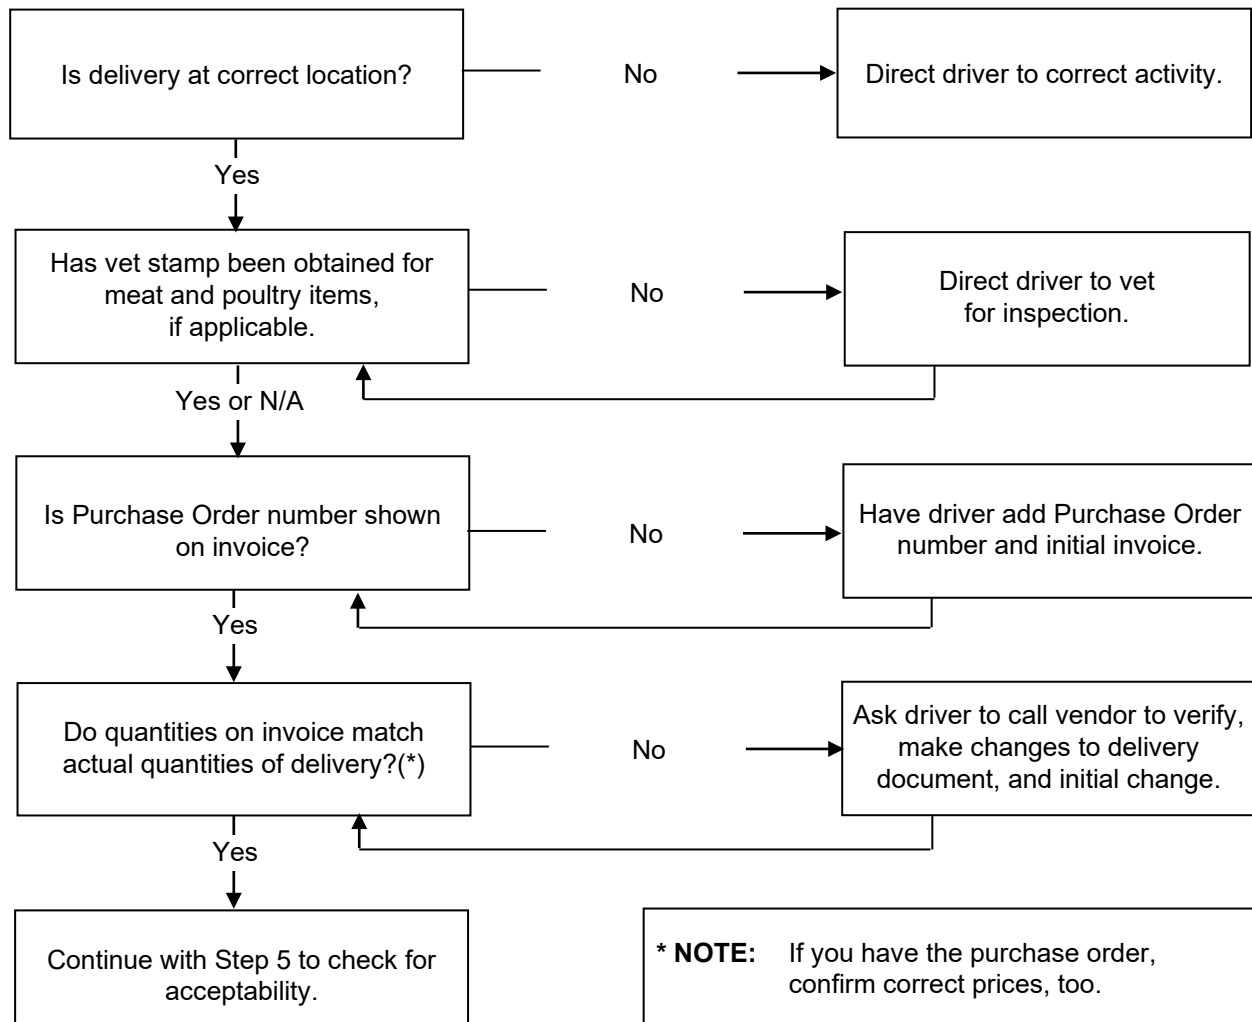 Is delivery at correct location?
No
Direct driver to correct activity.
Yes
Has vet stamp been obtained for
meat and poultry items,
if applicable.
No
Direct driver to vet
for inspection.
Yes or N/A
Is Purchase Order number shown
on invoice?
No
Have driver add Purchase Order
number and initial invoice.
Yes
Do quantities on invoice match
actual quantities of delivery?(*)
No
Ask driver to call vendor to verify,
make changes to delivery
document, and initial change.
Yes
Continue with Step 5 to check for
acceptability.
* NOTE: If you have the purchase order,
confirm correct prices, too.